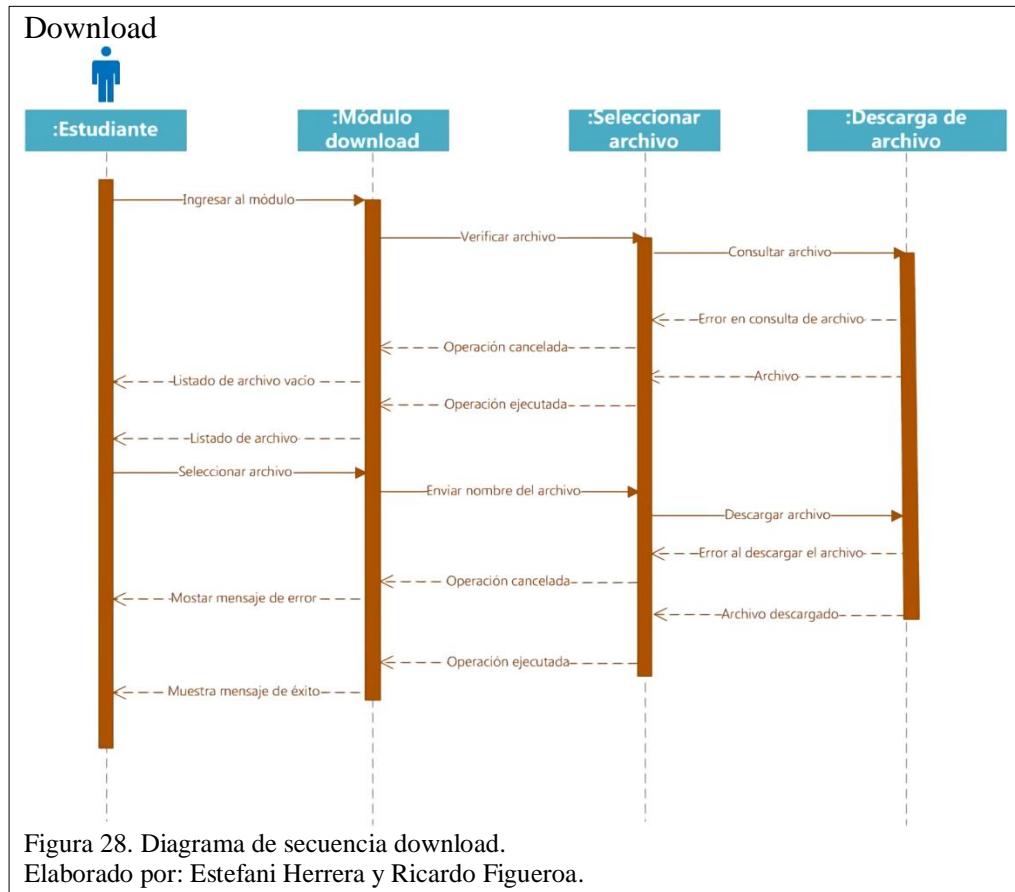 Download
:Estudiante
:Módulo
download
:Seleccionar
archivo
:Descarga de
archivo
Ingresar al módulo
Verificar archivo
Consultar archivo
Error en consulta de archivo
Operación cancelada
Archivo
Listado de archivo vacío
Operación ejecutada
Listado de archivo
Seleccionar archivo
Enviar nombre del archivo
Descargar archivo
Error al descargar el archivo
Operación cancelada
Mostar mensaje de error
Archivo descargado
Operación ejecutada
Muestra mensaje de éxito
Figura 28. Diagrama de secuencia download.
Elaborado por: Estefani Herrera y Ricardo Figueroa.